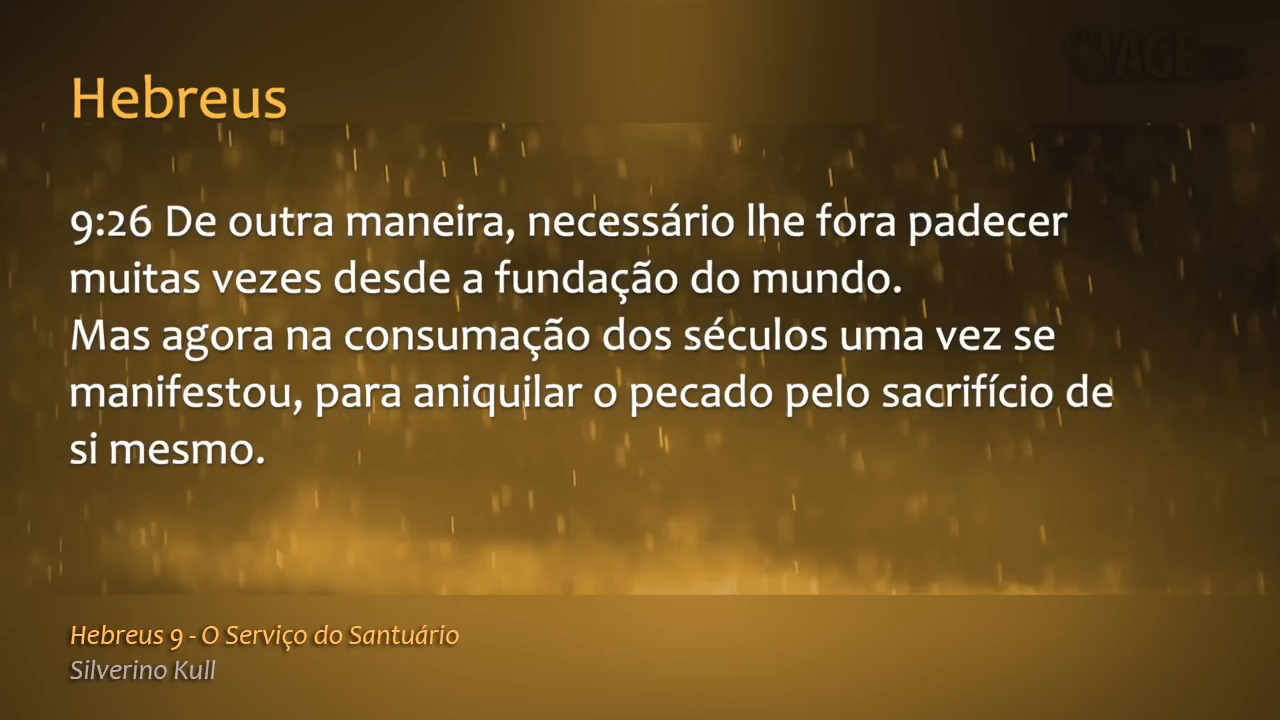 Hebreus
9:26 De outra maneira, necessário lhe fora padecer
muitas vezes desde a fundação do mundo.
Mas agora na consumação dos séculos uma vez se
manifestou, para aniquilar o pecado pelo sacrifício de
si mesmo.
Hebreus 9 - O Serviço do Santuário
Silverino Kull